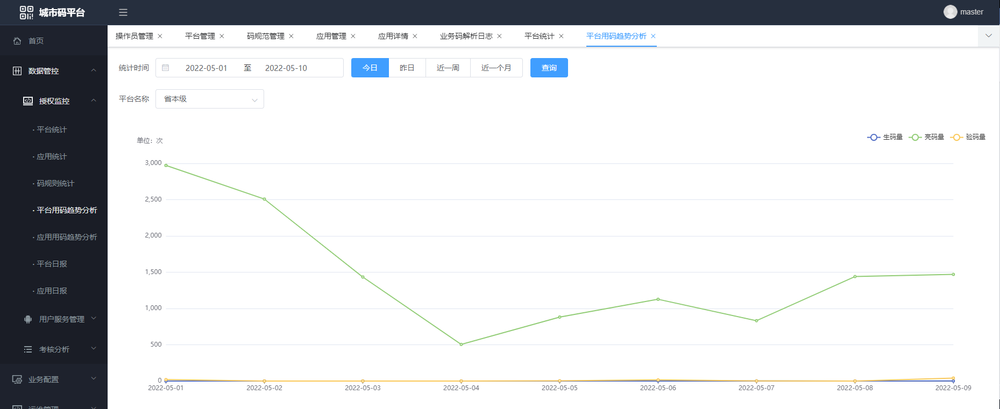 城市码平台
master
首页
数据管控
授权监控
· 平台统计
· 应用统计
· 码规则统计
· 平台用码趋势分析
· 应用用码趋势分析
· 平台日报
· 应用日报
用户服务管理
考核分析
业务配置
运维管理
操作员管理 × 平台管理 × 码规范管理 × 应用管理 × 应用详情 × 业务码解析日志 × 平台统计 × 平台用码趋势分析 ×
统计时间 2022-05-01 至 2022-05-10 今日 昨日 近一周 近一个月 查询
平台名称 省本级
单位：次
生码量 亮码量 验码量
3,000
2,500
2,000
1,500
1,000
500
0
2022-05-01 2022-05-02 2022-05-03 2022-05-04 2022-05-05 2022-05-06 2022-05-07 2022-05-08 2022-05-09